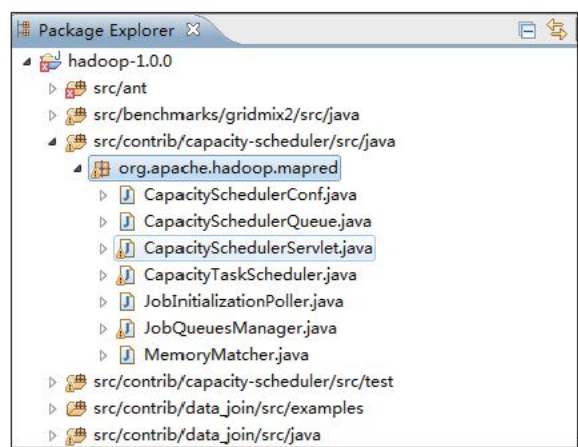 Package Explorer
hadoop-1.0.0
src/ant
src/benchmarks/gridmix2/src/java
src/contrib/capacity-scheduler/src/java
org.apache.hadoop.mapred
CapacitySchedulerConf.java
CapacitySchedulerQueue.java
CapacitySchedulerServlet.java
CapacityTaskScheduler.java
JobInitializationPoller.java
JobQueuesManager.java
MemoryMatcher.java
src/contrib/capacity-scheduler/src/test
src/contrib/data_join/src/examples
src/contrib/data_join/src/java